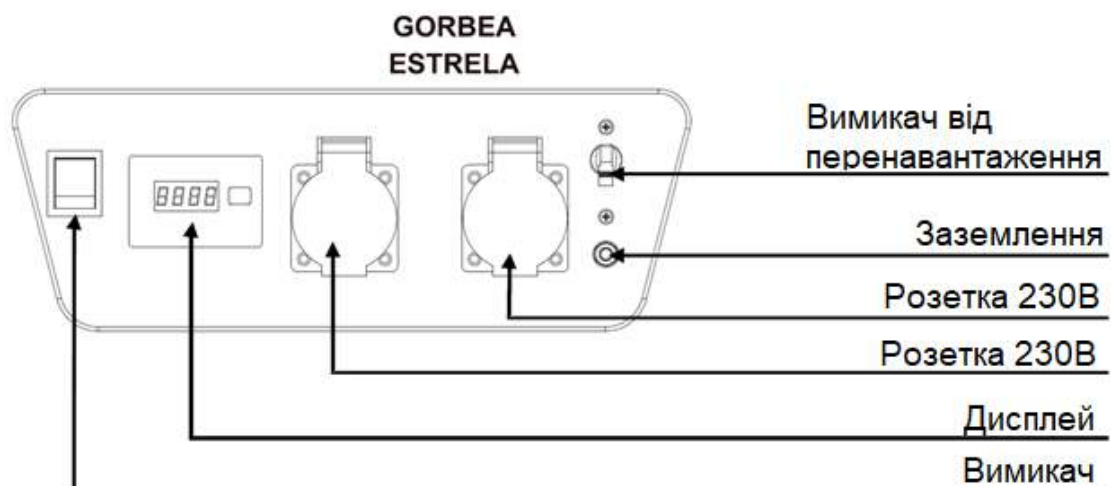 GORBEA
ESTRELA
Вимикач від
перенавантаження
Заземлення
Розетка 230В
Розетка 230В
Дисплей
Вимикач